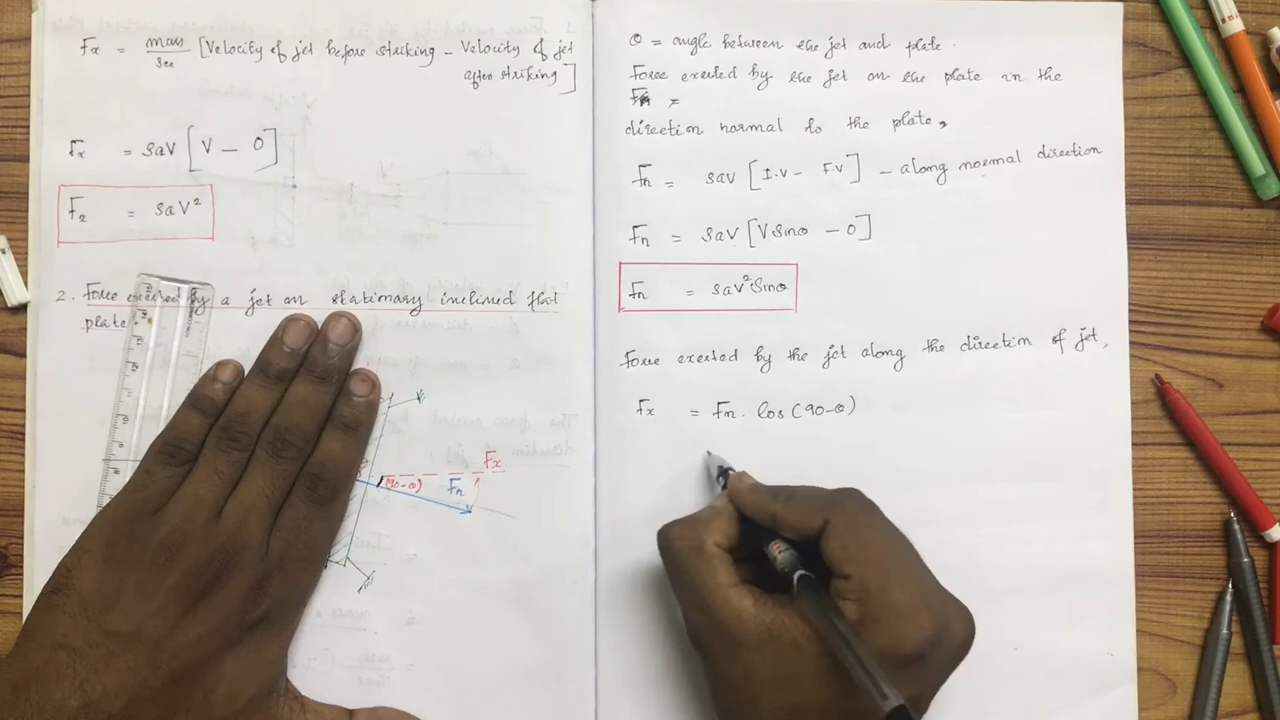 Fx = mass/sec [Velocity of jet before striking - Velocity of jet
after striking]
Fx = ρaV [V - 0]
Fx = ρaV²
2. Force exerted by a jet on stationary inclined flat
plate.
Fx
(90-θ)
Fn
θ = angle between the jet and plate.
Force exerted by the jet on the plate in the
direction normal to the plate,
Fn = ρaV [I.V - F.V] - along normal direction
Fn = ρaV [V Sinθ - 0]
Fn = ρaV² Sinθ
Force exerted by the jet along the direction of jet,
Fx = Fn. Cos (90-θ)